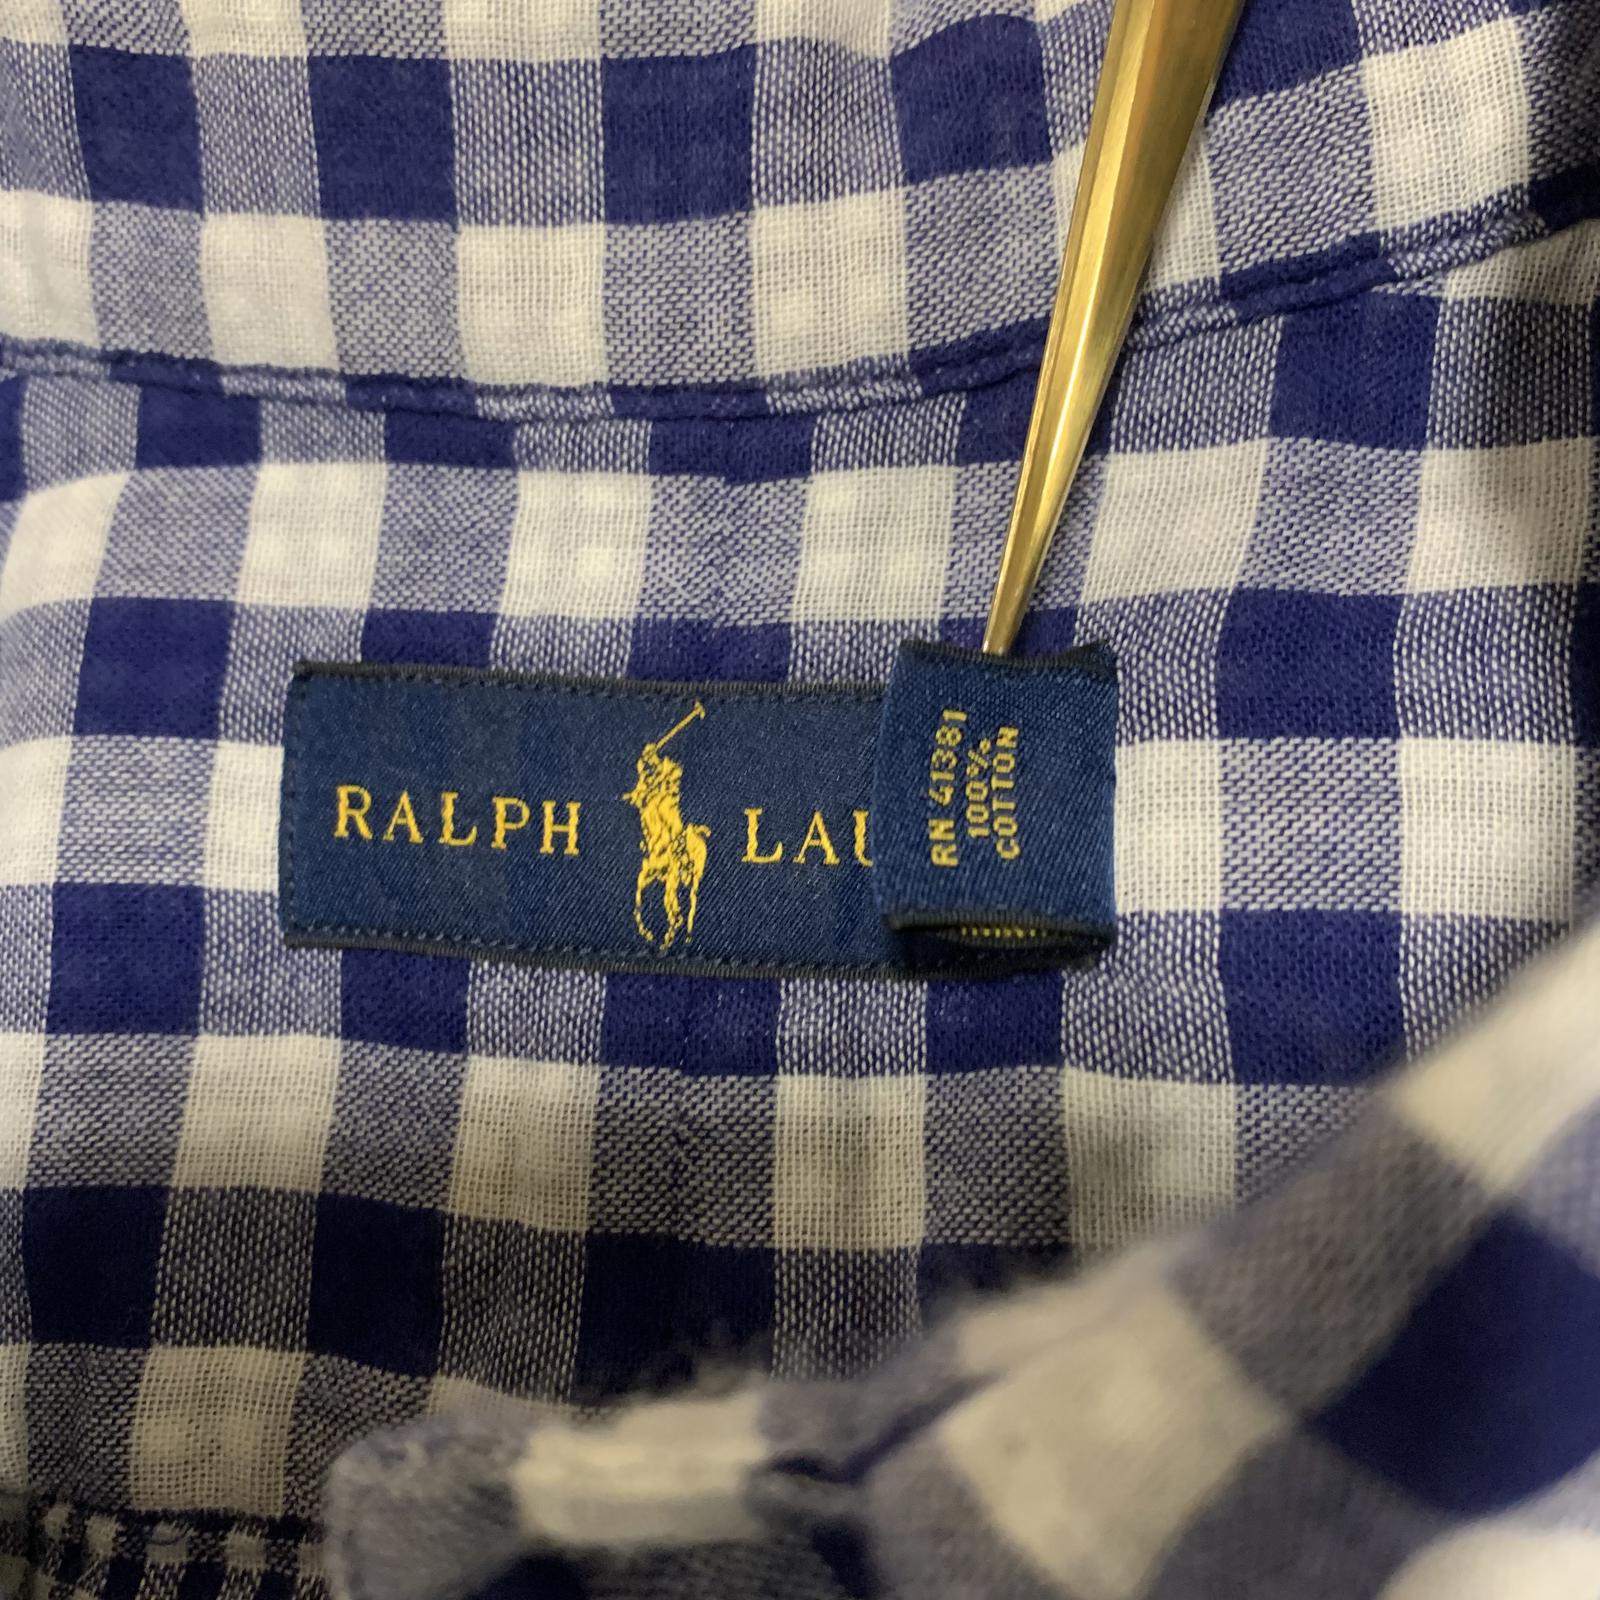 RALPH LAU
RN 41381
100%
COTTON